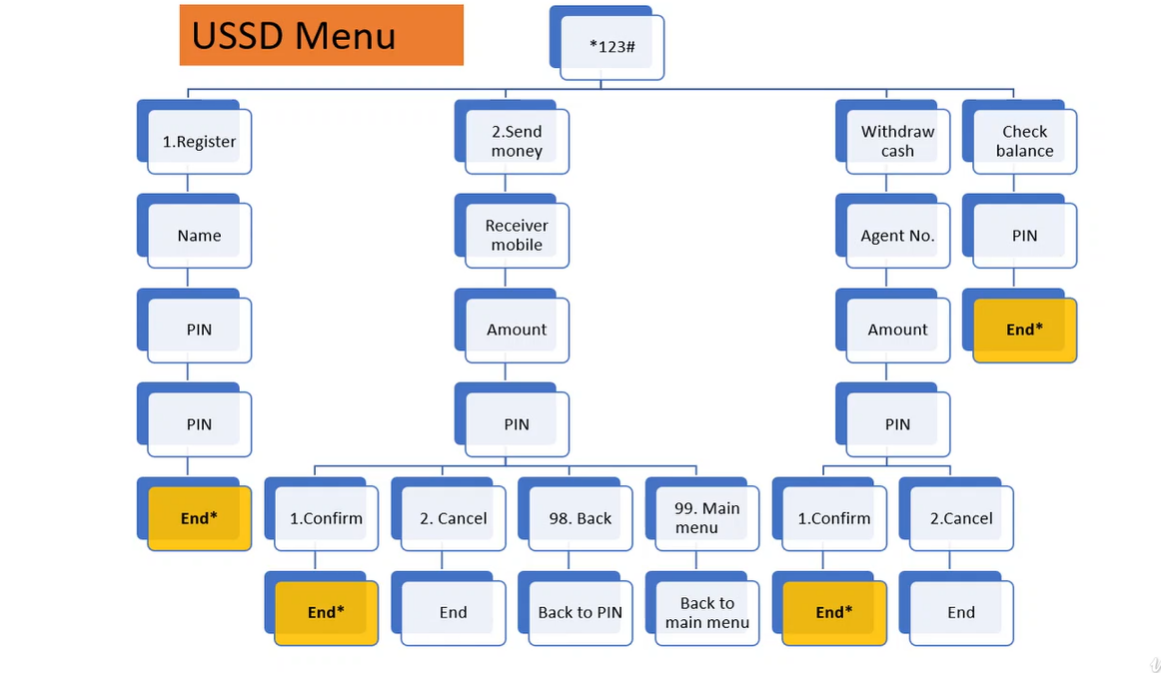 USSD Menu
*123#
1.Register
2.Send
money
Withdraw
cash
Check
balance
Name
Receiver
mobile
Agent No.
PIN
PIN
Amount
Amount
End*
PIN
PIN
PIN
End*
1.Confirm
2. Cancel
98. Back
99. Main
menu
1.Confirm
2.Cancel
End*
End
Back to PIN
Back to
main menu
End*
End